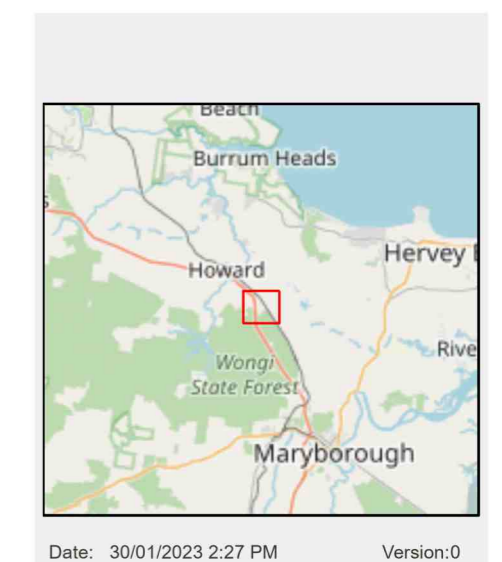 Beach
Burrum Heads
Hervey
Howard
Rive
Wongi
State Forest
Maryborough
Date: 30/01/2023 2:27 PM Version:0